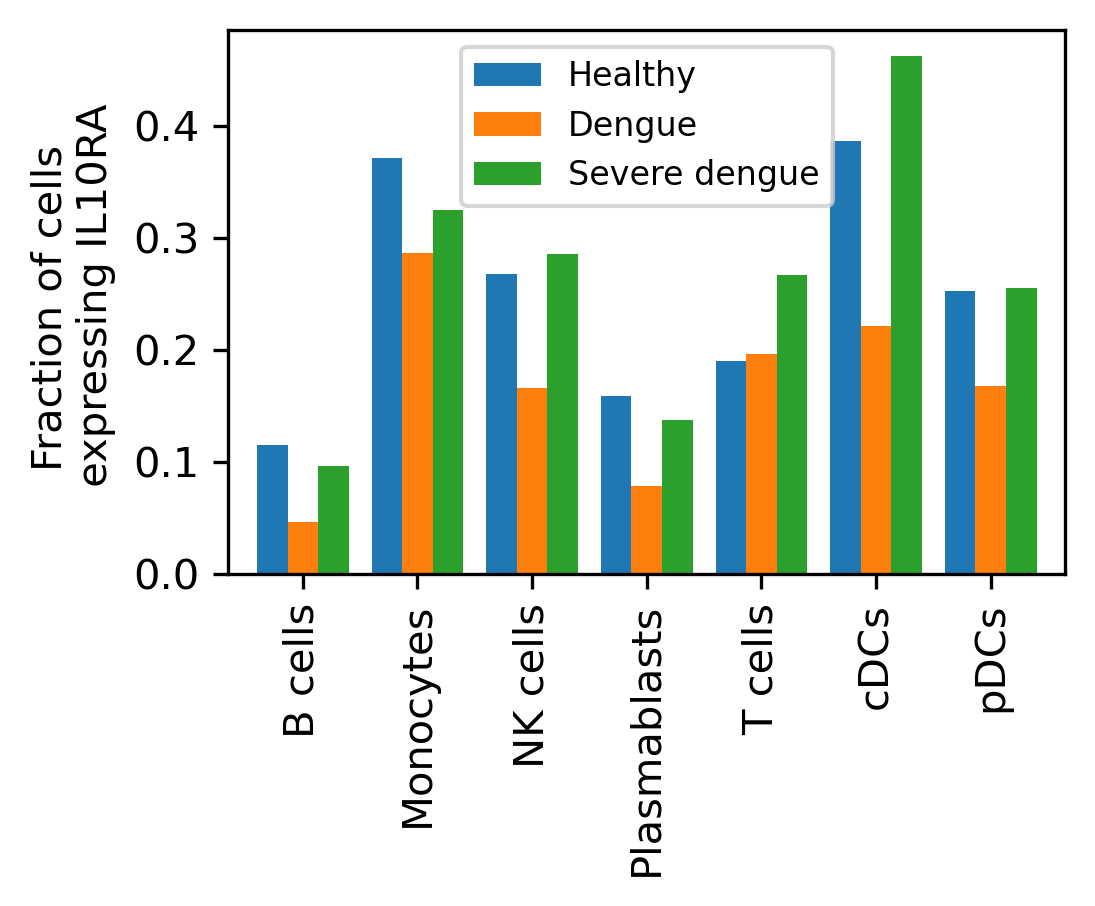 Fraction of cells
expressing IL10RA
0.4
0.3
0.2
0.1
0.0
Healthy
Dengue
Severe dengue
B cells
Monocytes
NK cells
Plasmablasts
T cells
cDCs
pDCs